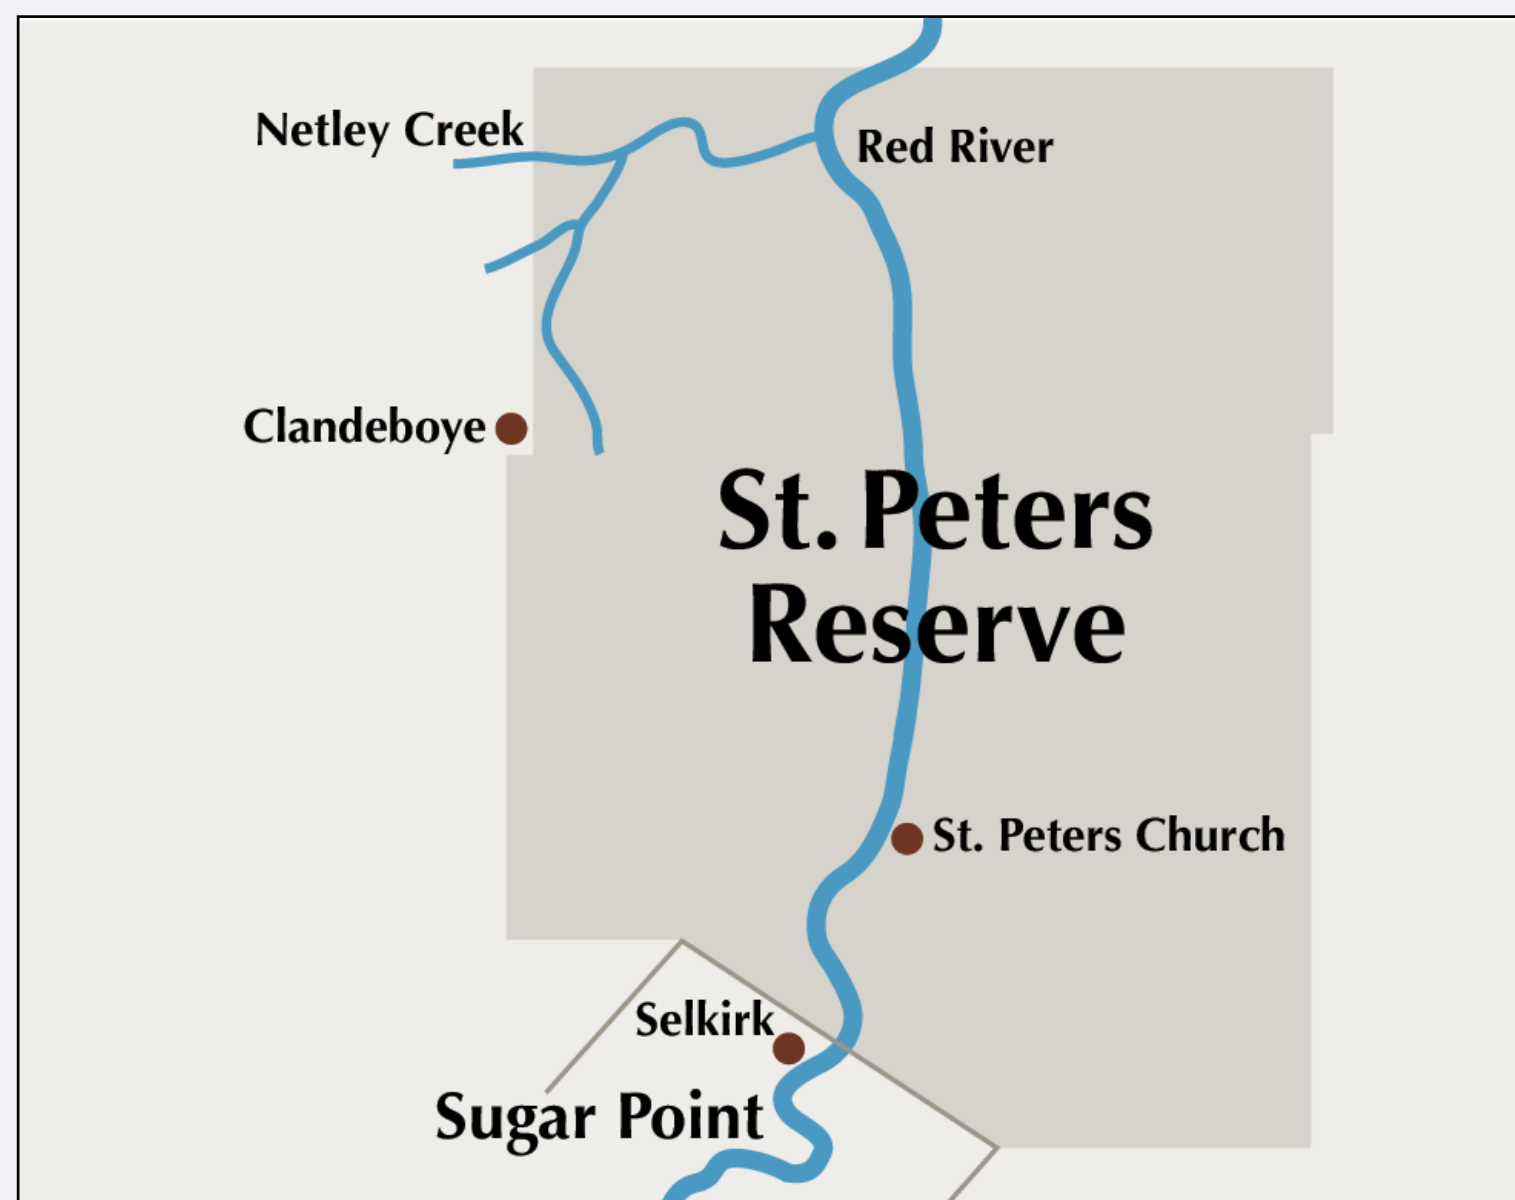 Netley Creek
Red River
Clandeboye
St. Peters
Reserve
St. Peters Church
Selkirk
Sugar Point